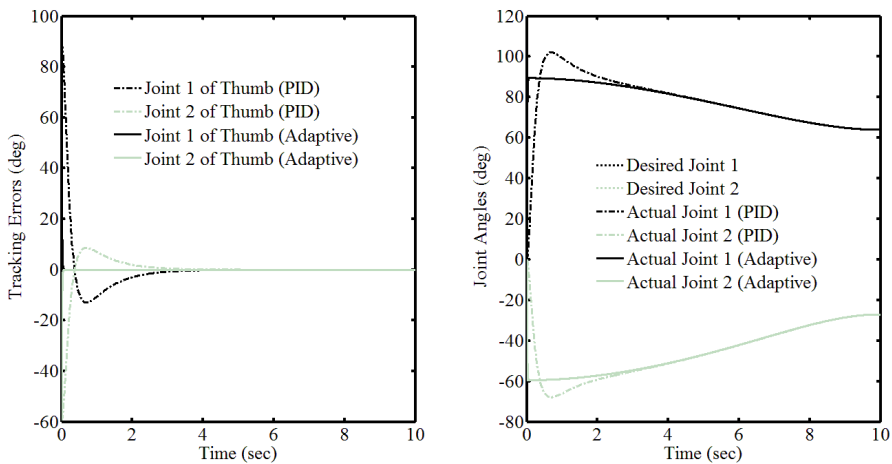 100
80
60
40
20
0
-20
-40
-60
Tracking Errors (deg)
Joint 1 of Thumb (PID)
Joint 2 of Thumb (PID)
Joint 1 of Thumb (Adaptive)
Joint 2 of Thumb (Adaptive)
0 2 4 6 8 10
Time (sec)
120
100
80
60
40
20
0
-20
-40
-60
-80
Joint Angles (deg)
Desired Joint 1
Desired Joint 2
Actual Joint 1 (PID)
Actual Joint 2 (PID)
Actual Joint 1 (Adaptive)
Actual Joint 2 (Adaptive)
0 2 4 6 8 10
Time (sec)